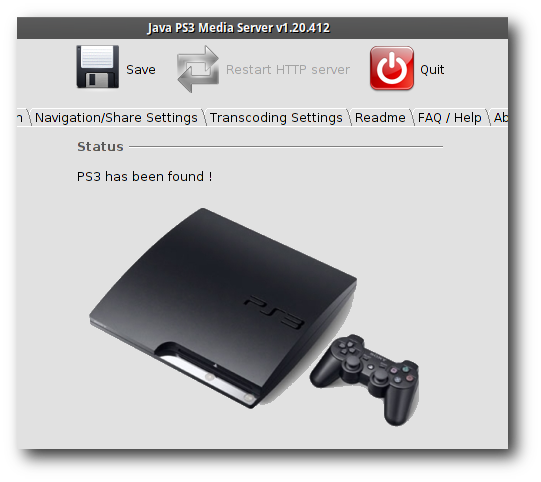 Java PS3 Media Server v1.20.412
Save
Restart HTTP server
Quit
n
Navigation/Share Settings
Transcoding Settings
Readme
FAQ / Help
Ab
Status
PS3 has been found !
PS3